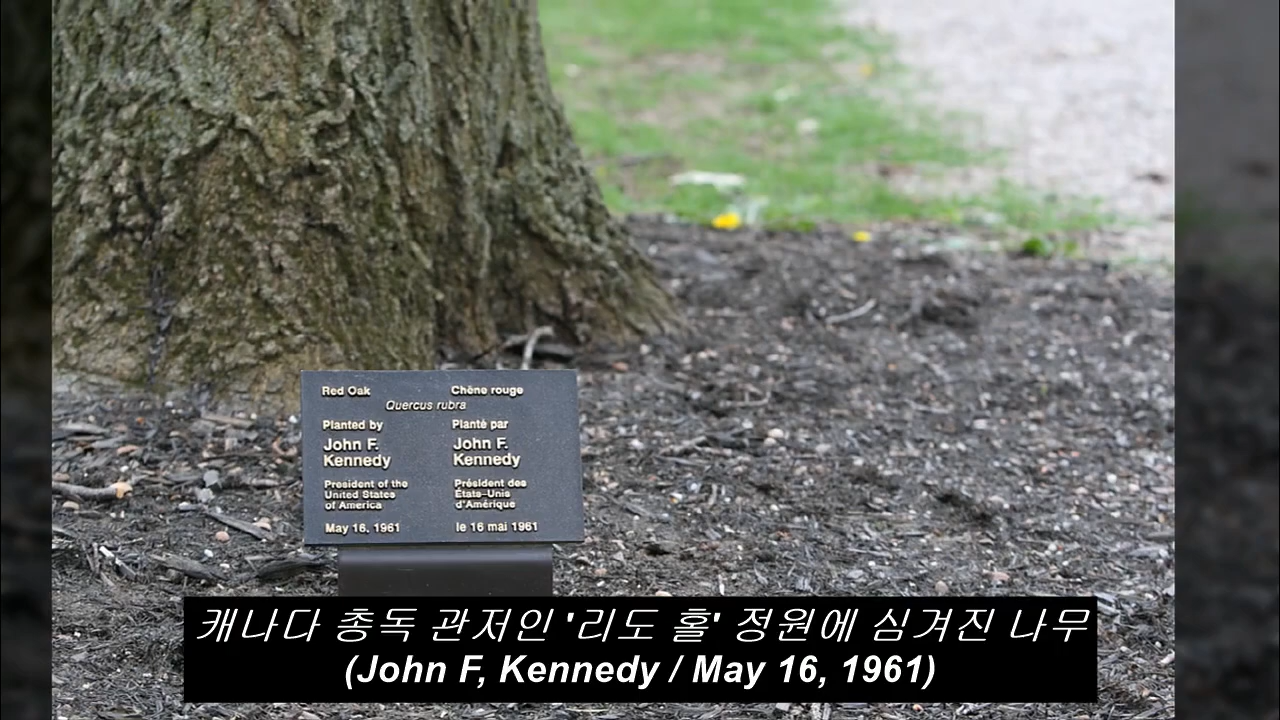 Red Oak Chêne rouge
Quercus rubra
Planted by Planté par
John F. John F.
Kennedy Kennedy
President of the Président des
United States États-Unis
of America d'Amérique
May 16, 1961 le 16 mai 1961
캐나다 총독 관저인 '리도 홀' 정원에 심겨진 나무
(John F, Kennedy / May 16, 1961)